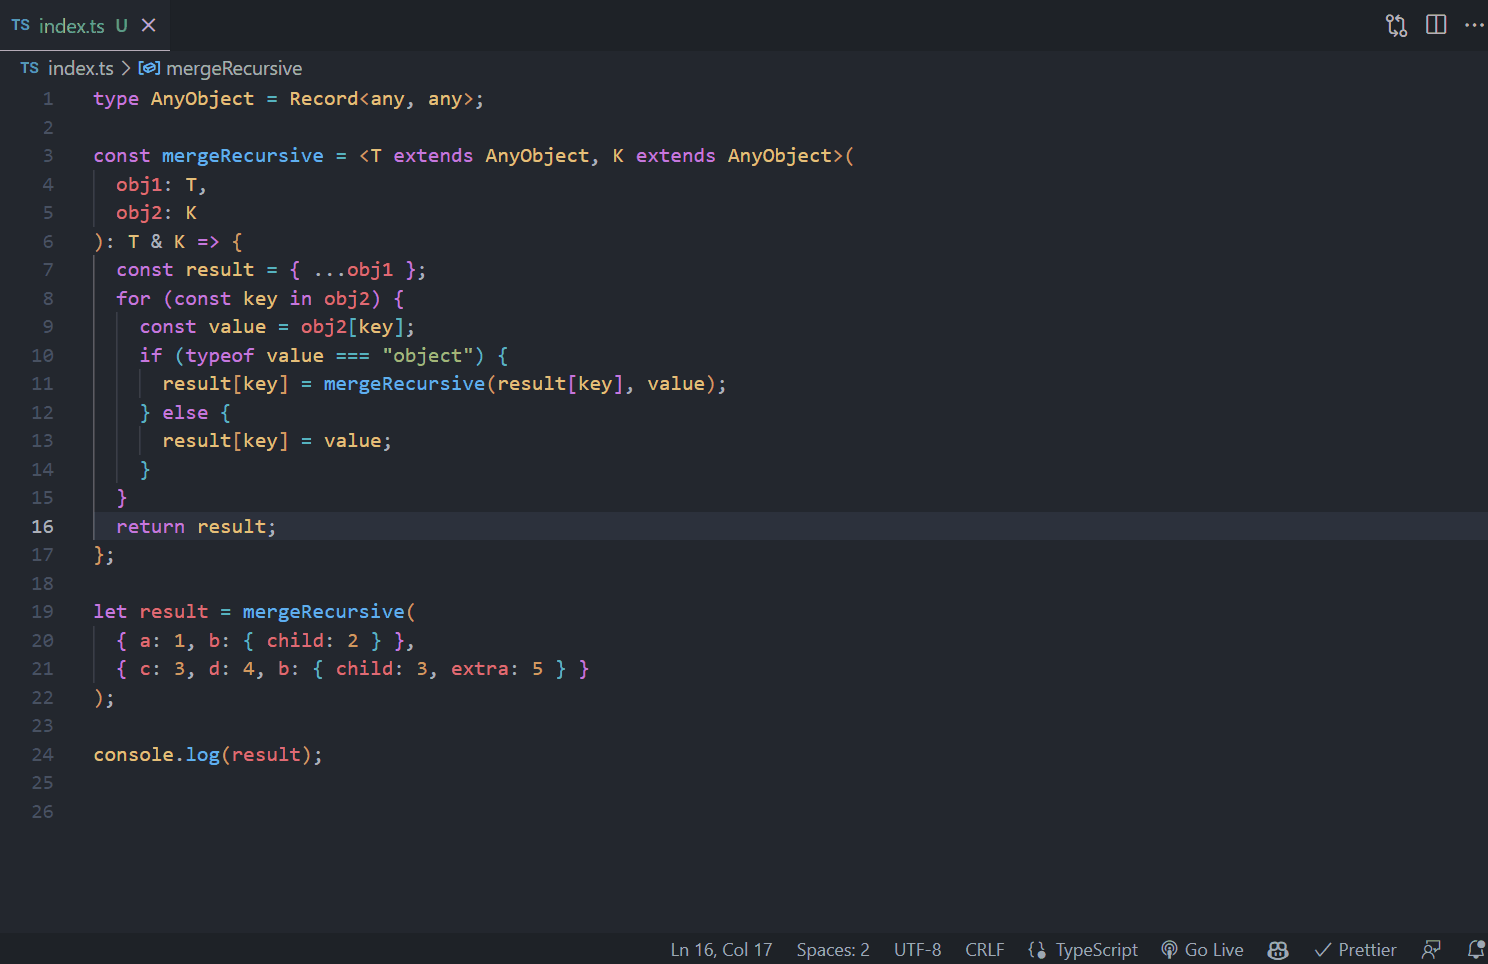 TS index.ts U
TS index.ts > mergeRecursive
1 type AnyObject = Record<any, any>;
2
3 const mergeRecursive = <T extends AnyObject, K extends AnyObject>(
4   obj1: T,
5   obj2: K
6 ): T & K => {
7   const result = { ...obj1 };
8   for (const key in obj2) {
9     const value = obj2[key];
10     if (typeof value === "object") {
11       result[key] = mergeRecursive(result[key], value);
12     } else {
13       result[key] = value;
14     }
15   }
16   return result;
17 };
18
19 let result = mergeRecursive(
20   { a: 1, b: { child: 2 } },
21   { c: 3, d: 4, b: { child: 3, extra: 5 } }
22 );
23
24 console.log(result);
25
26
Ln 16, Col 17 Spaces: 2 UTF-8 CRLF {} TypeScript Go Live Prettier